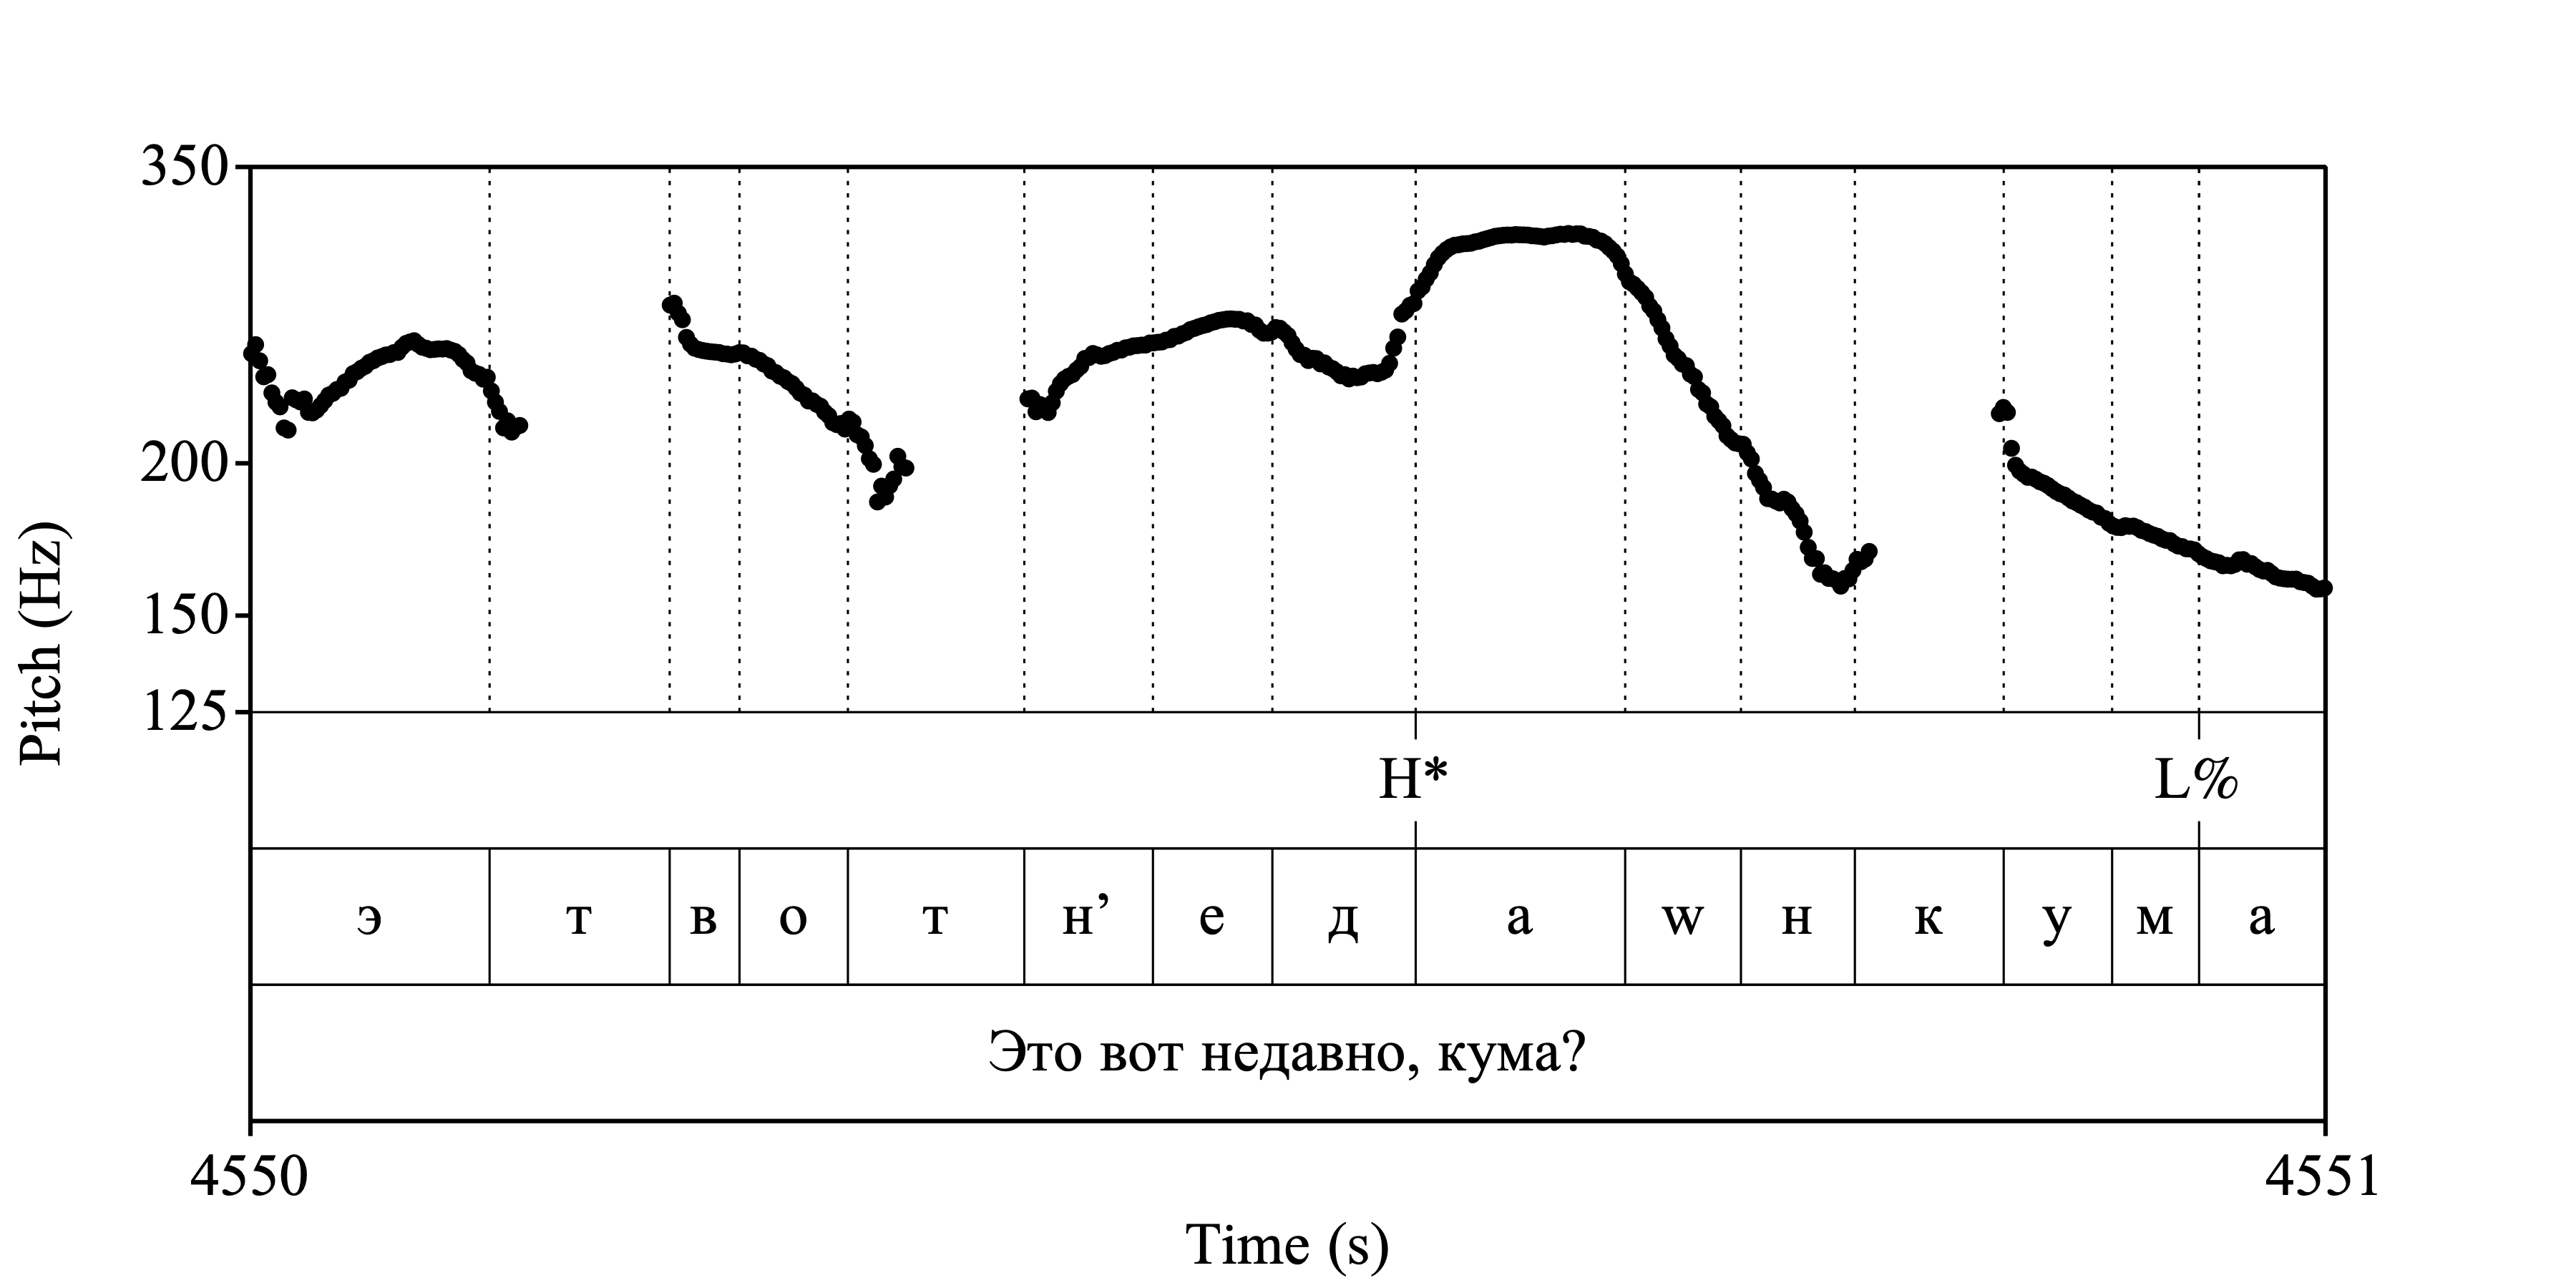 350
200
150
125
Pitch (Hz)
H* L%
э т в о т н’ е д а w н к у м а
Это вот недавно, кума?
4550 4551
Time (s)